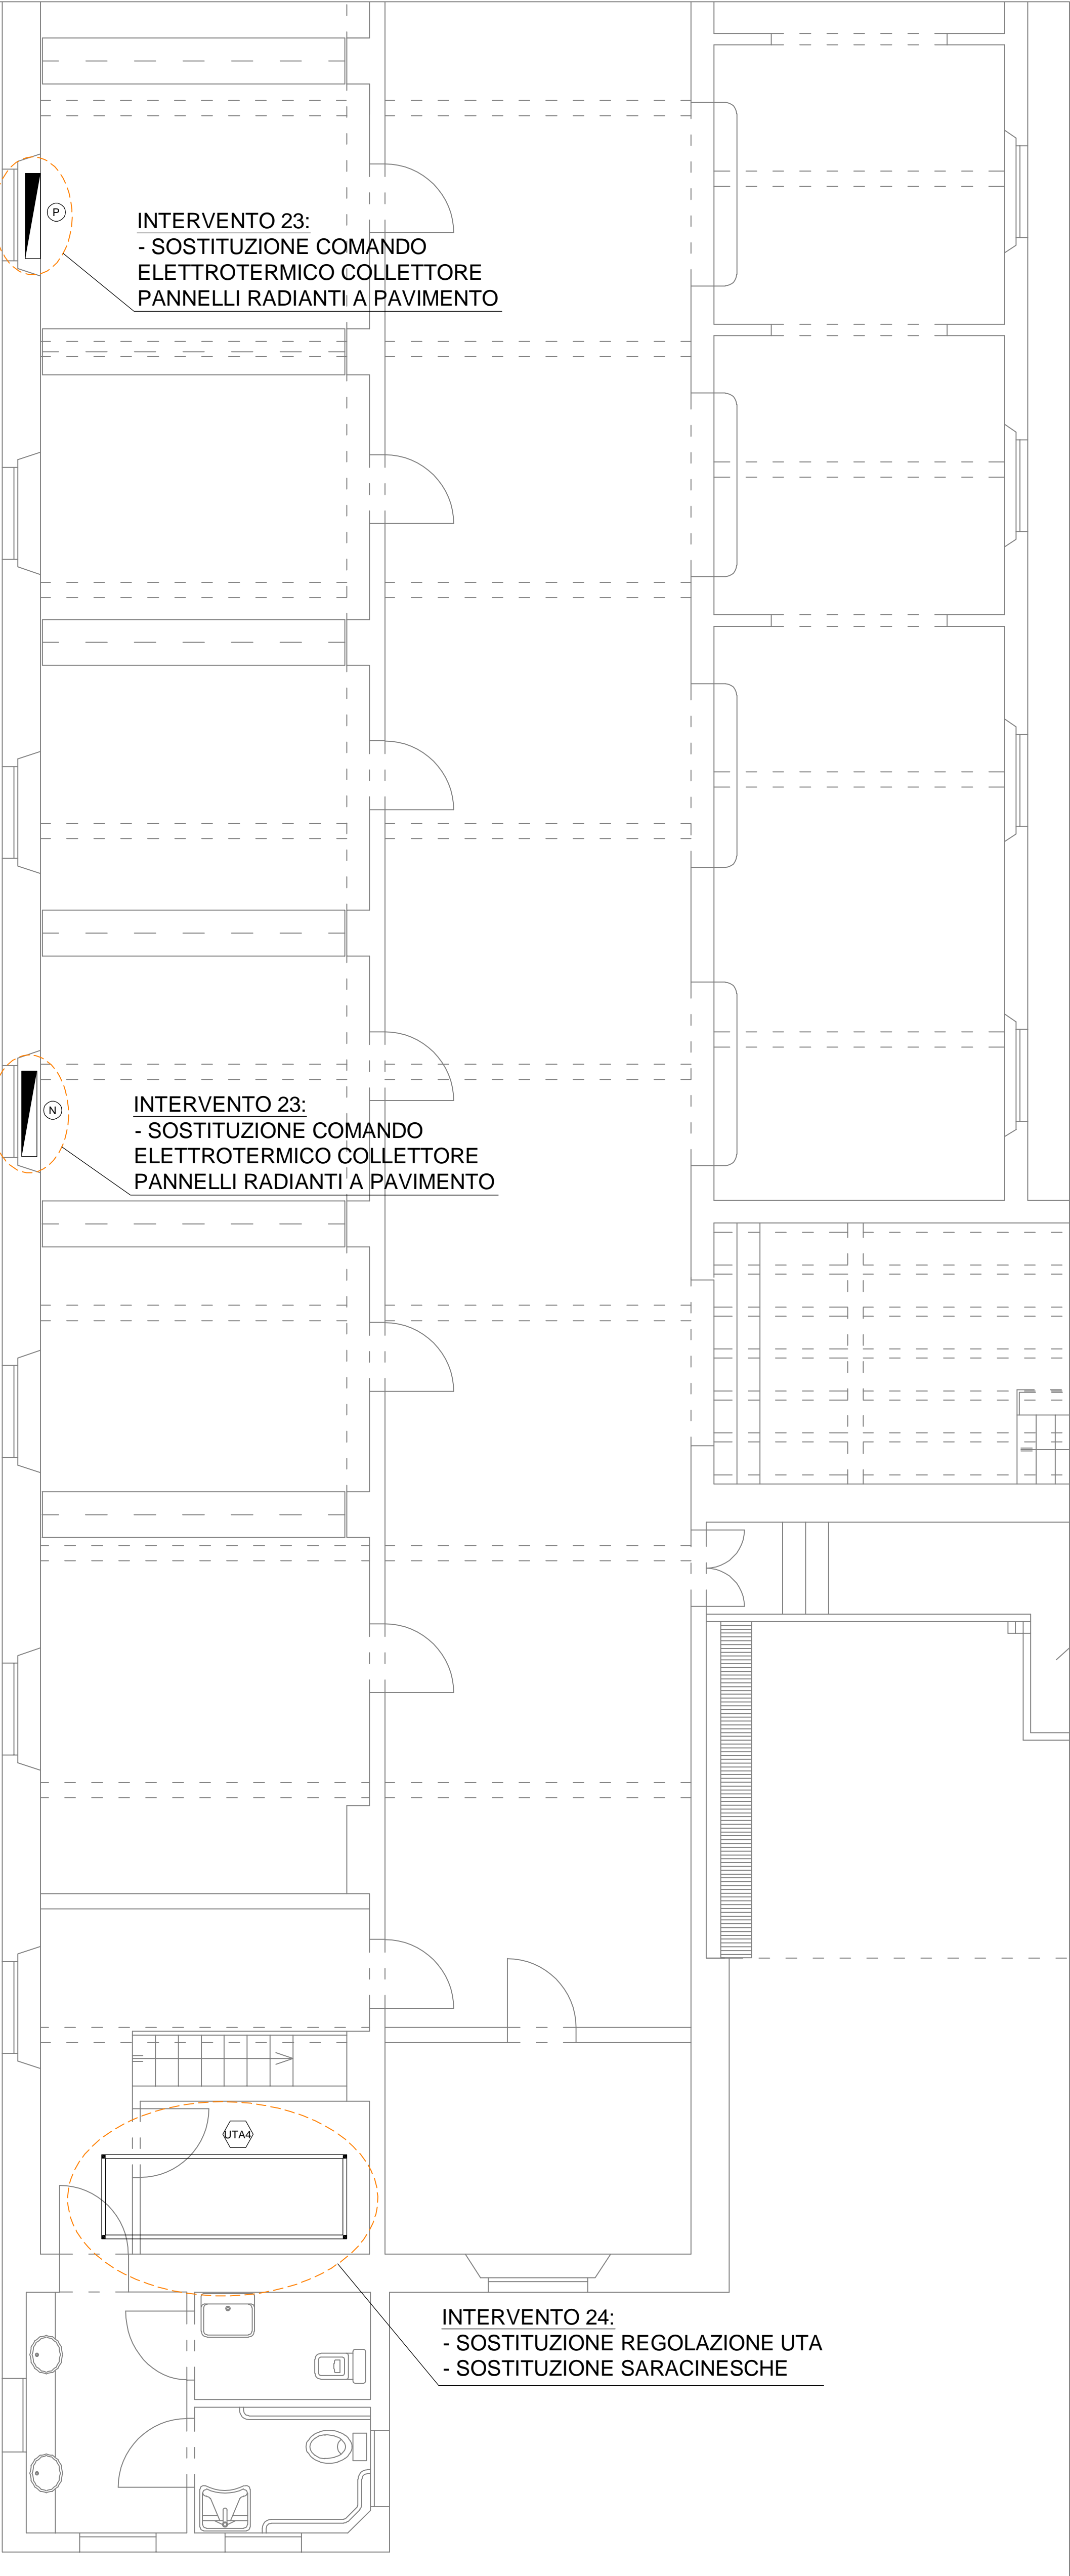 P
INTERVENTO 23:
- SOSTITUZIONE COMANDO
ELETTROTERMICO COLLETTORE
PANNELLI RADIANTI A PAVIMENTO
N
INTERVENTO 23:
- SOSTITUZIONE COMANDO
ELETTROTERMICO COLLETTORE
PANNELLI RADIANTI A PAVIMENTO
UTA4
INTERVENTO 24:
- SOSTITUZIONE REGOLAZIONE UTA
- SOSTITUZIONE SARACINESCHE